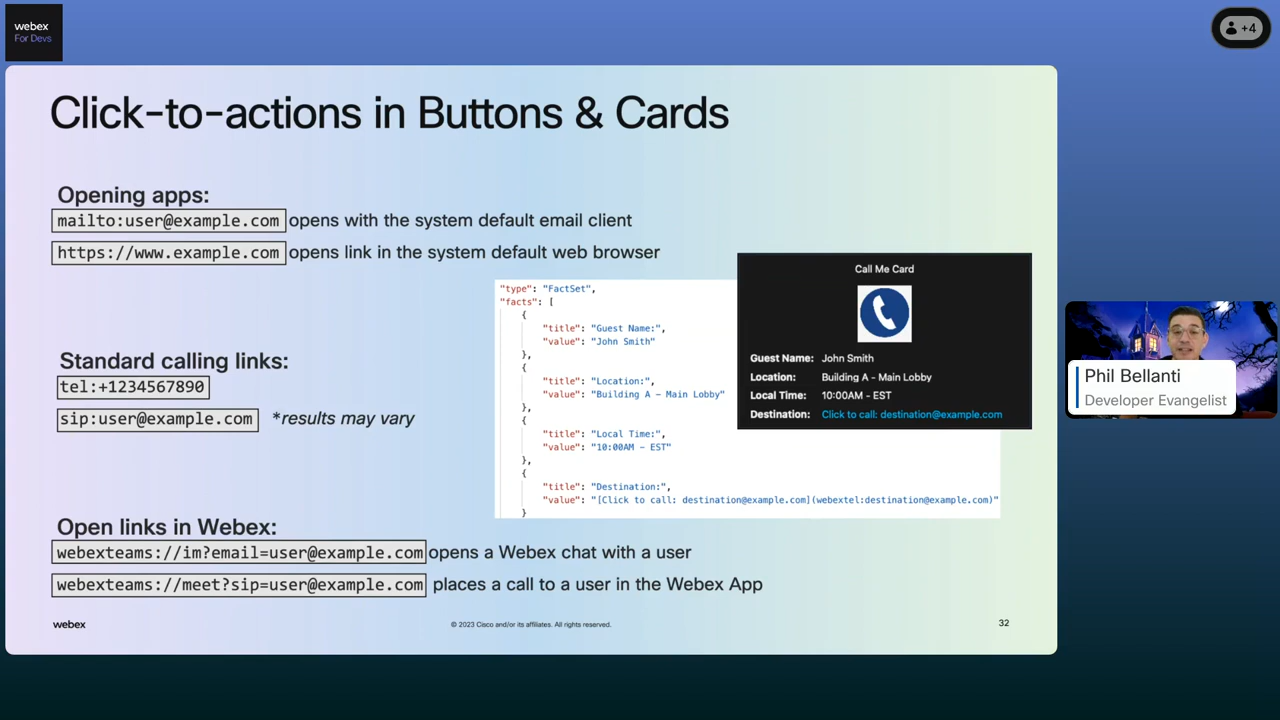 webex
For Devs
+4
Click-to-actions in Buttons & Cards
Opening apps:
mailto:user@example.com opens with the system default email client
https://www.example.com opens link in the system default web browser
Standard calling links:
tel:+1234567890
sip:user@example.com *results may vary
"type": "FactSet",
"facts": [
{
"title": "Guest Name:",
"value": "John Smith"
},
{
"title": "Location:",
"value": "Building A – Main Lobby"
},
{
"title": "Local Time:",
"value": "10:00AM – EST"
},
{
"title": "Destination:",
"value": "[Click to call: destination@example.com](webextel:destination@example.com)"
}
Call Me Card
Guest Name: John Smith
Location: Building A - Main Lobby
Local Time: 10:00AM - EST
Destination: Click to call: destination@example.com
Open links in Webex:
webexteams://im?email=user@example.com opens a Webex chat with a user
webexteams://meet?sip=user@example.com places a call to a user in the Webex App
webex
© 2023 Cisco and/or its affiliates. All rights reserved.
32
Phil Bellanti
Developer Evangelist